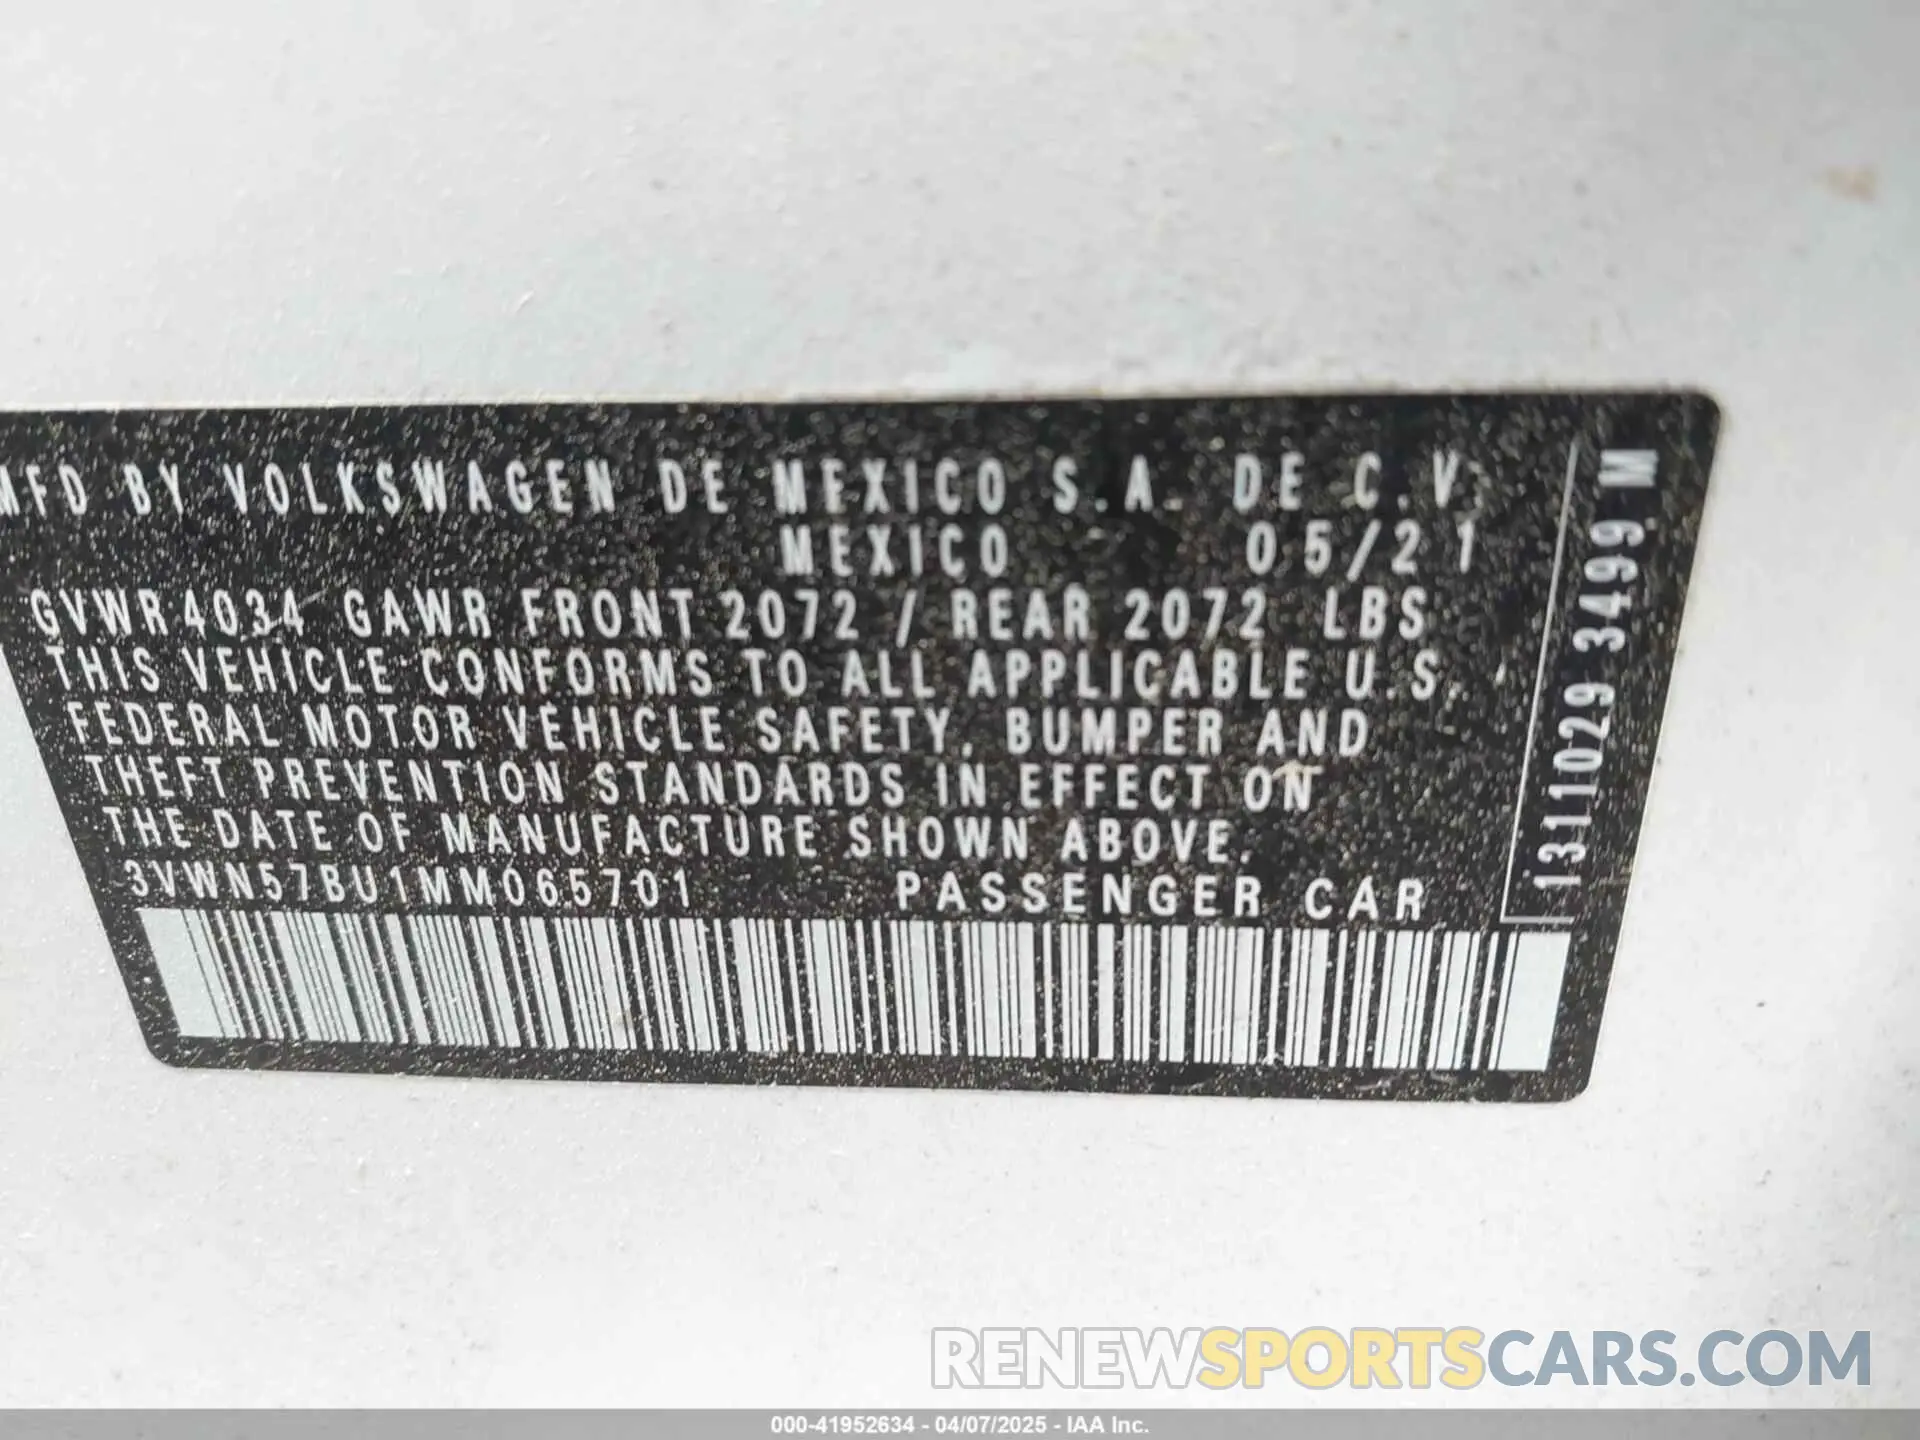 MFD BY VOLKSWAGEN DE MEXICO S.A. DE C.V.
MEXICO 05/21
GVWR 4034 GAWR FRONT 2072 / REAR 2072 LBS
THIS VEHICLE CONFORMS TO ALL APPLICABLE U.S.
FEDERAL MOTOR VEHICLE SAFETY, BUMPER AND
THEFT PREVENTION STANDARDS IN EFFECT ON
THE DATE OF MANUFACTURE SHOWN ABOVE.
3VWN57BU1MM065701 PASSENGER CAR
1311029 3499 M
RENEWSPORTSCARS.COM
000-41952634 - 04/07/2025 - IAA Inc.